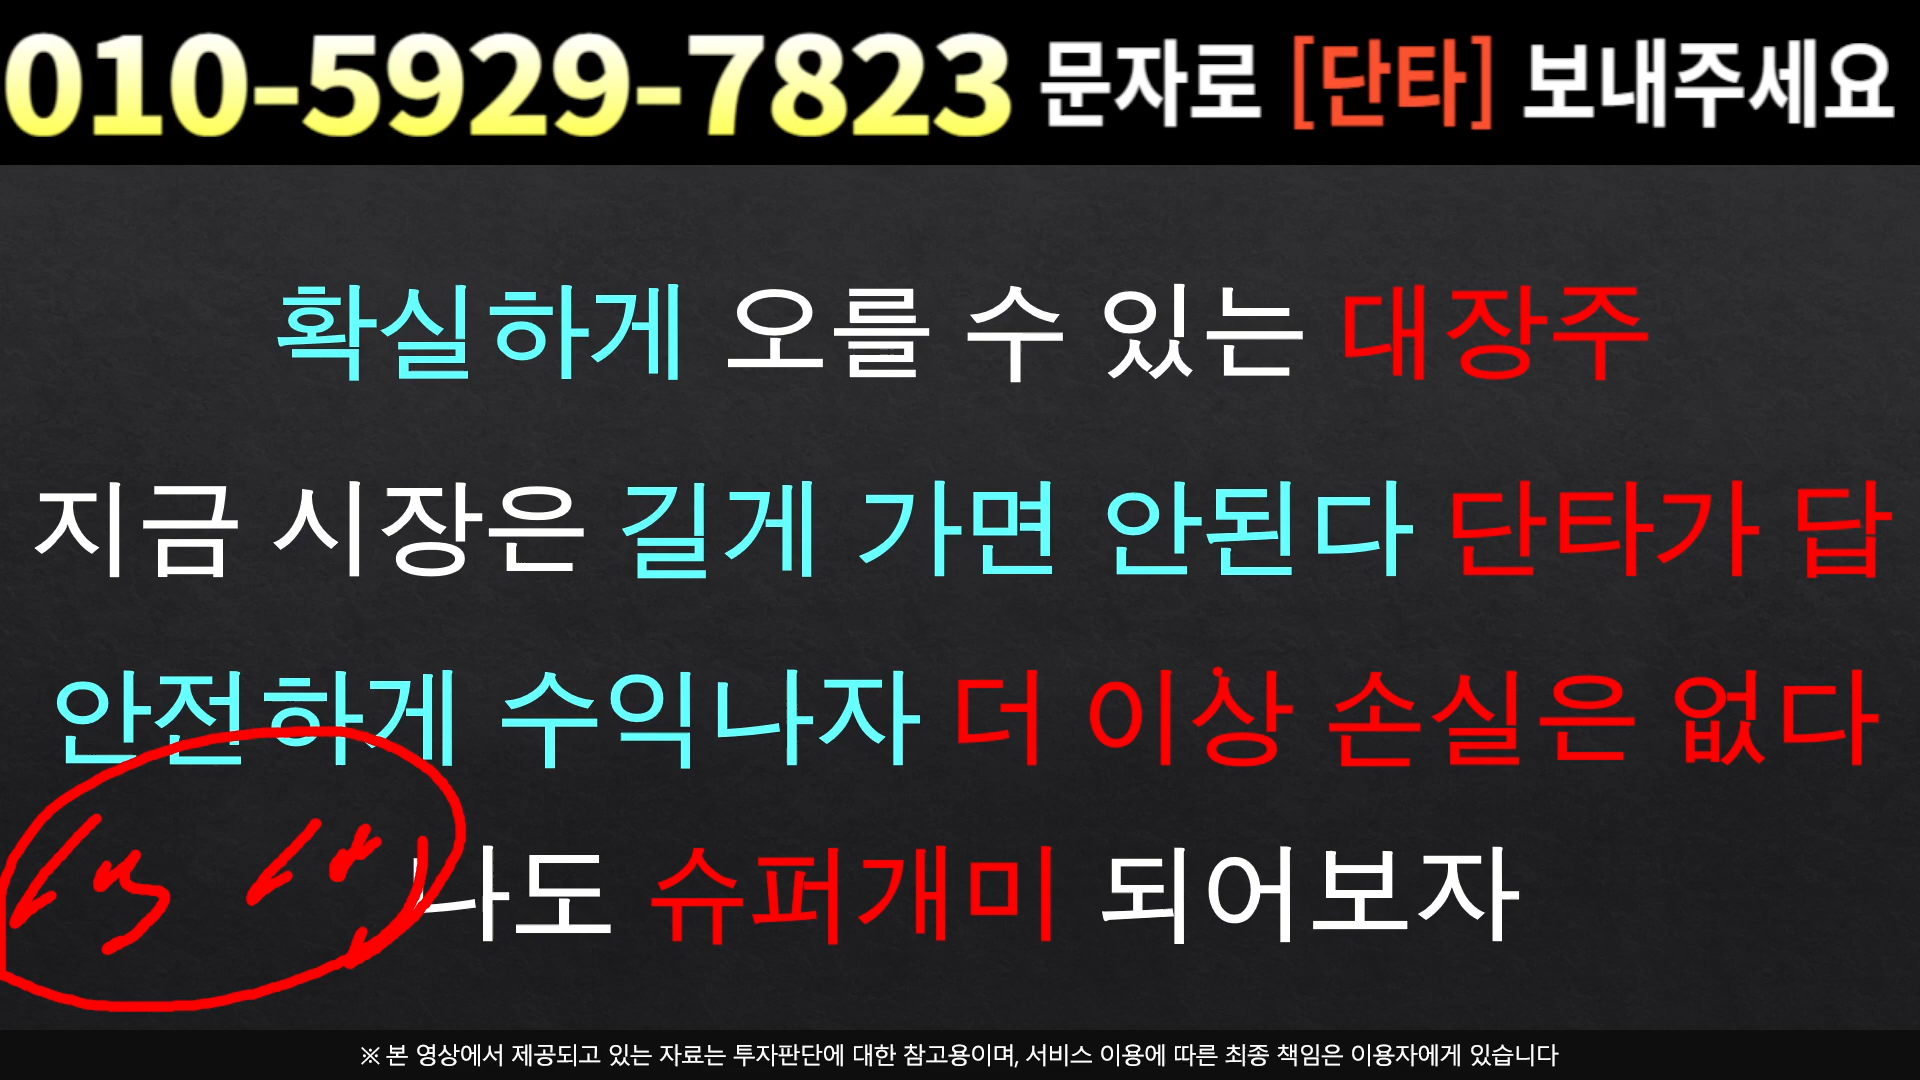 010-5929-7823 문자로 [단타] 보내주세요
확실하게 오를 수 있는 대장주
지금 시장은 길게 가면 안된다 단타가 답
안전하게 수익나자 더 이상 손실은 없다
나도 슈퍼개미 되어보자
※ 본 영상에서 제공되고 있는 자료는 투자판단에 대한 참고용이며, 서비스 이용에 따른 최종 책임은 이용자에게 있습니다